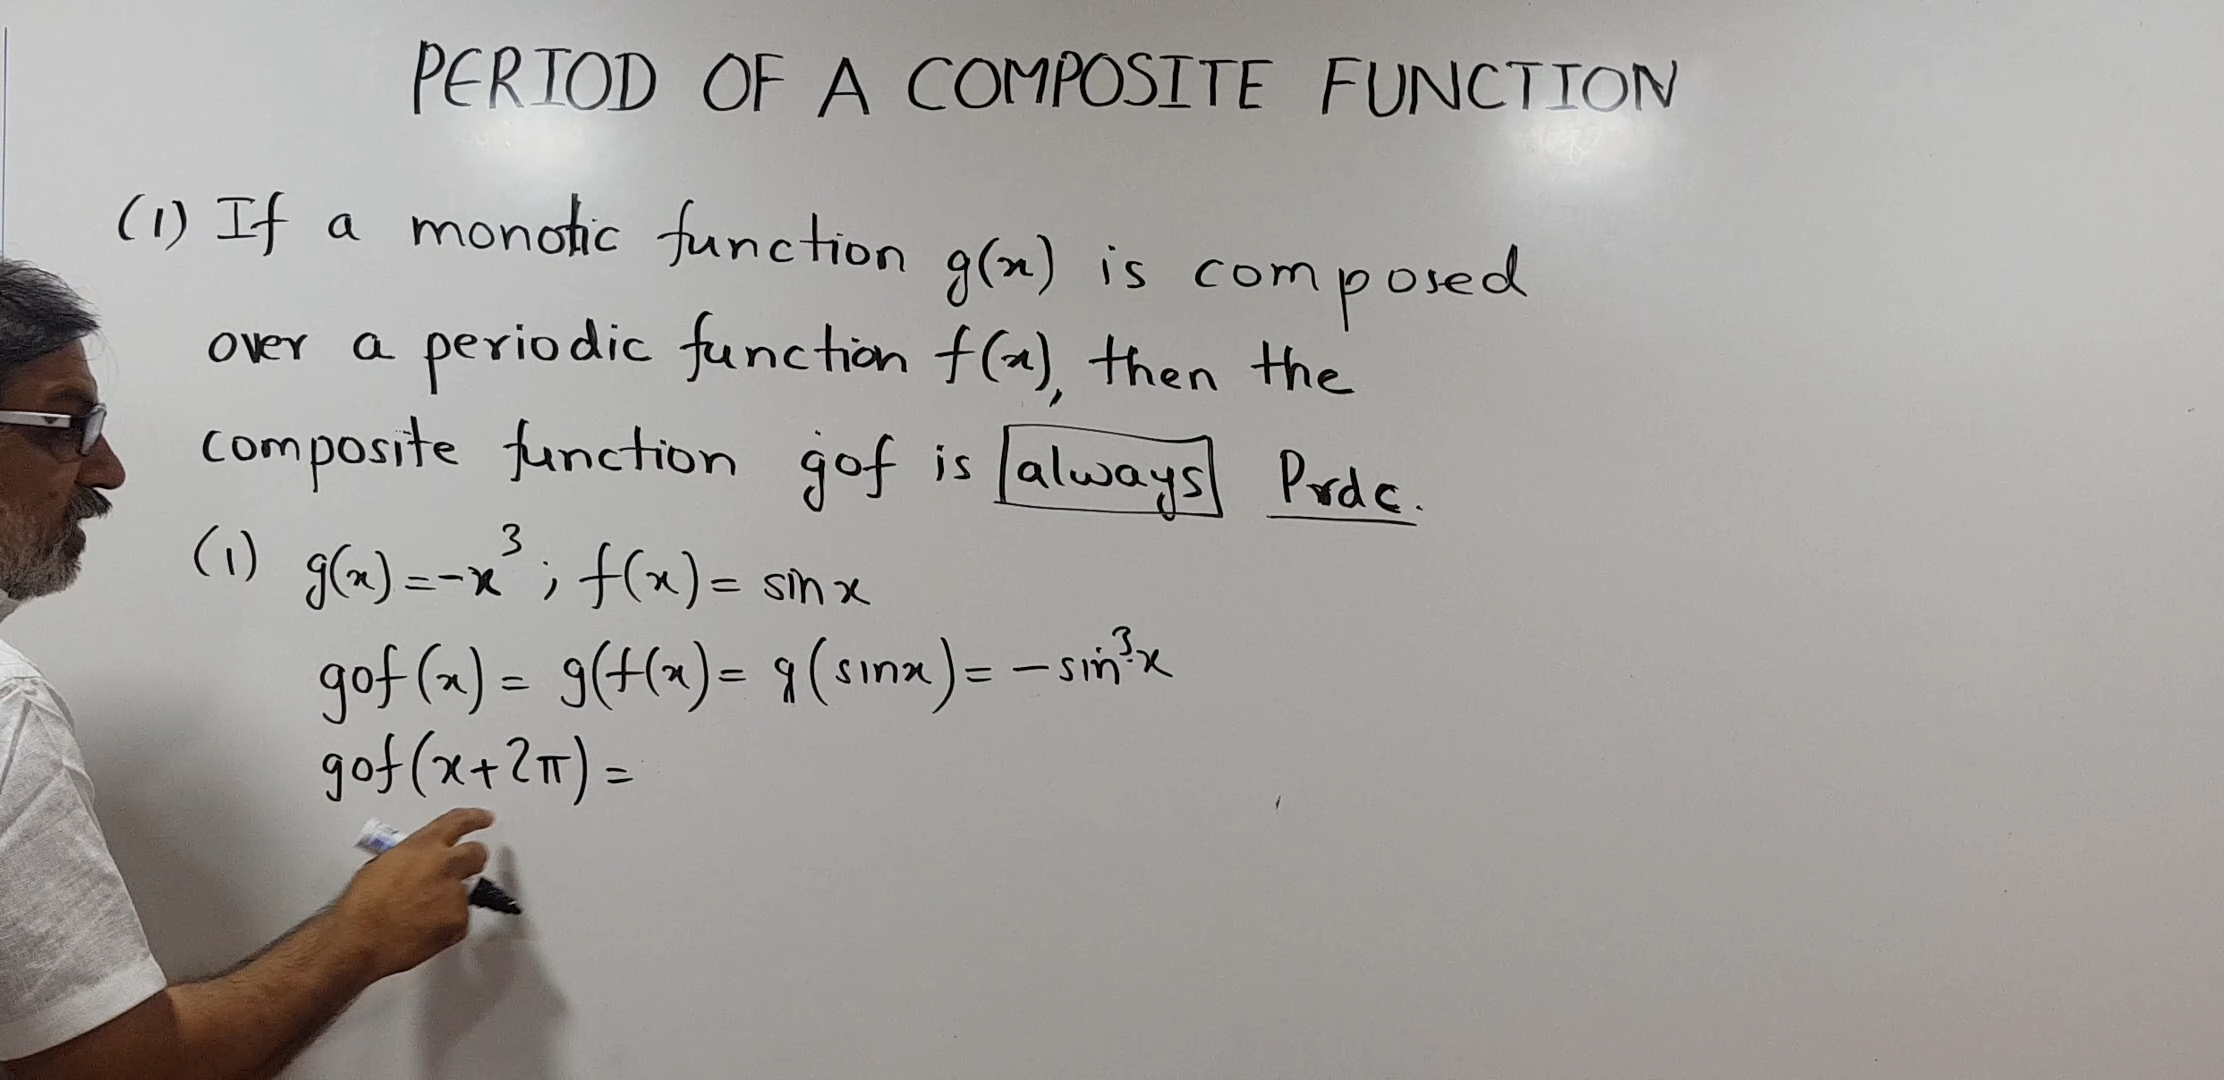 PERIOD OF A COMPOSITE FUNCTION
(1) If a monotic function g(x) is composed
over a periodic function f(x), then the
composite function gof is always Prdc.
(1) g(x)=-x³; f(x)= sinx
gof(x) = g(f(x)= g(sinx)= -sin³x
gof(x+2π)=